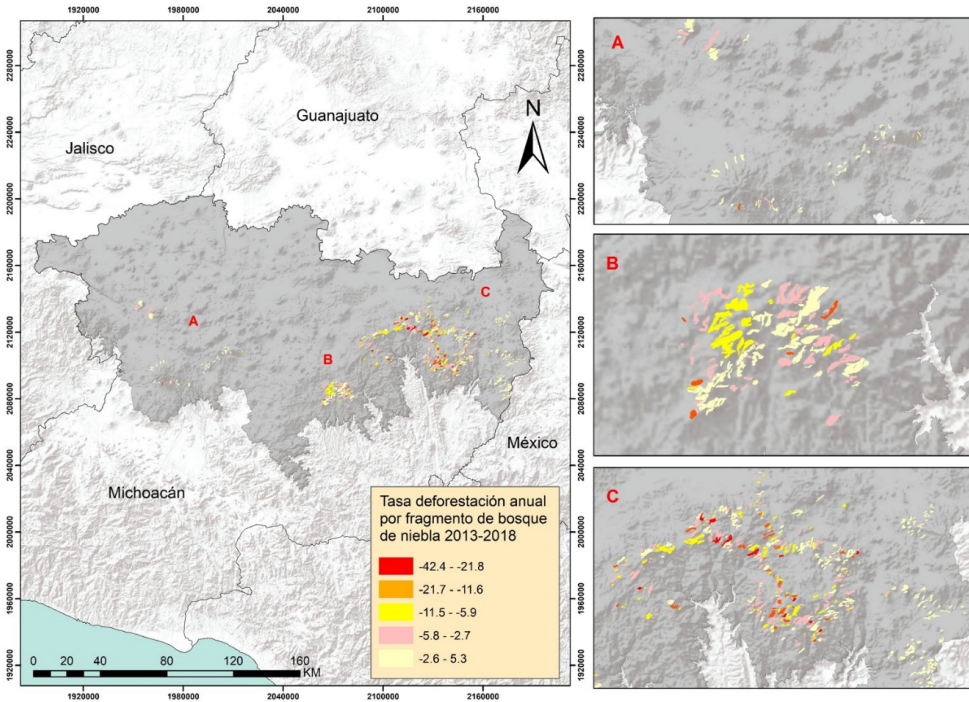 1920000 1980000 2040000 2100000 2160000
2280000
2240000
2200000
2160000
2120000
2080000
2040000
2000000
1960000
1920000
Guanajuato
Jalisco
N
A
B
C
México
Michoacán
Tasa deforestación anual
por fragmento de bosque
de niebla 2013-2018
-42.4 - -21.8
-21.7 - -11.6
-11.5 - -5.9
-5.8 - -2.7
-2.6 - 5.3
0 10 20 40 80 120 160
KM
1920000 1980000 2040000 2100000 2160000
2280000
2240000
2200000
2160000
2120000
2080000
2040000
2000000
1960000
1920000
A
B
C